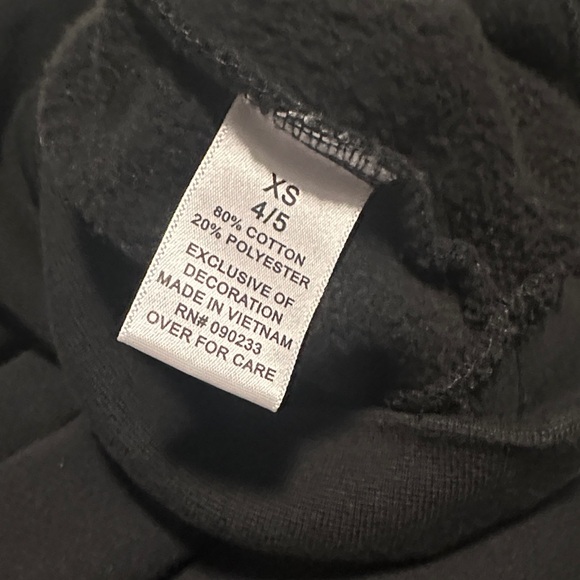 XS
4/5
80% COTTON
20% POLYESTER
EXCLUSIVE OF
DECORATION
MADE IN VIETNAM
RN# 090233
OVER FOR CARE